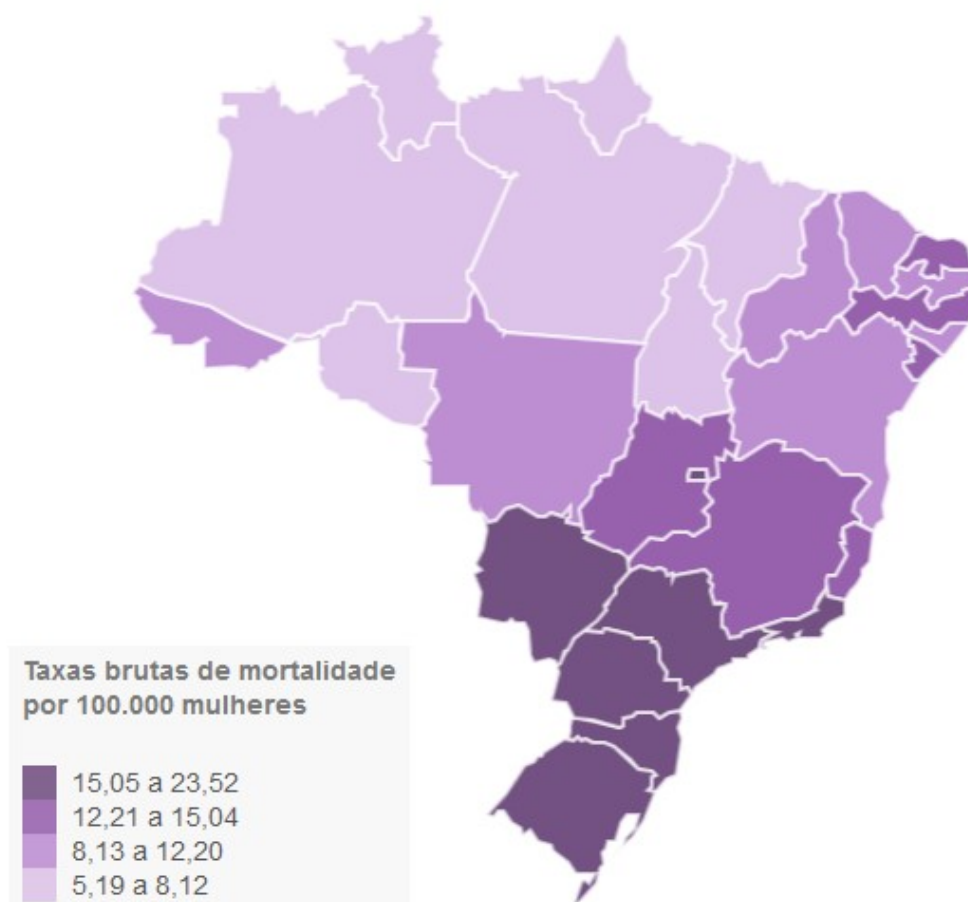 Taxas brutas de mortalidade
por 100.000 mulheres
15,05 a 23,52
12,21 a 15,04
8,13 a 12,20
5,19 a 8,12